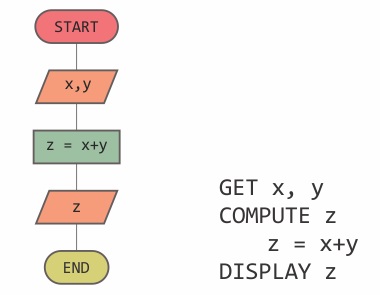 START
x,y
z = x+y
z
END
GET x, y
COMPUTE z
z = x+y
DISPLAY z